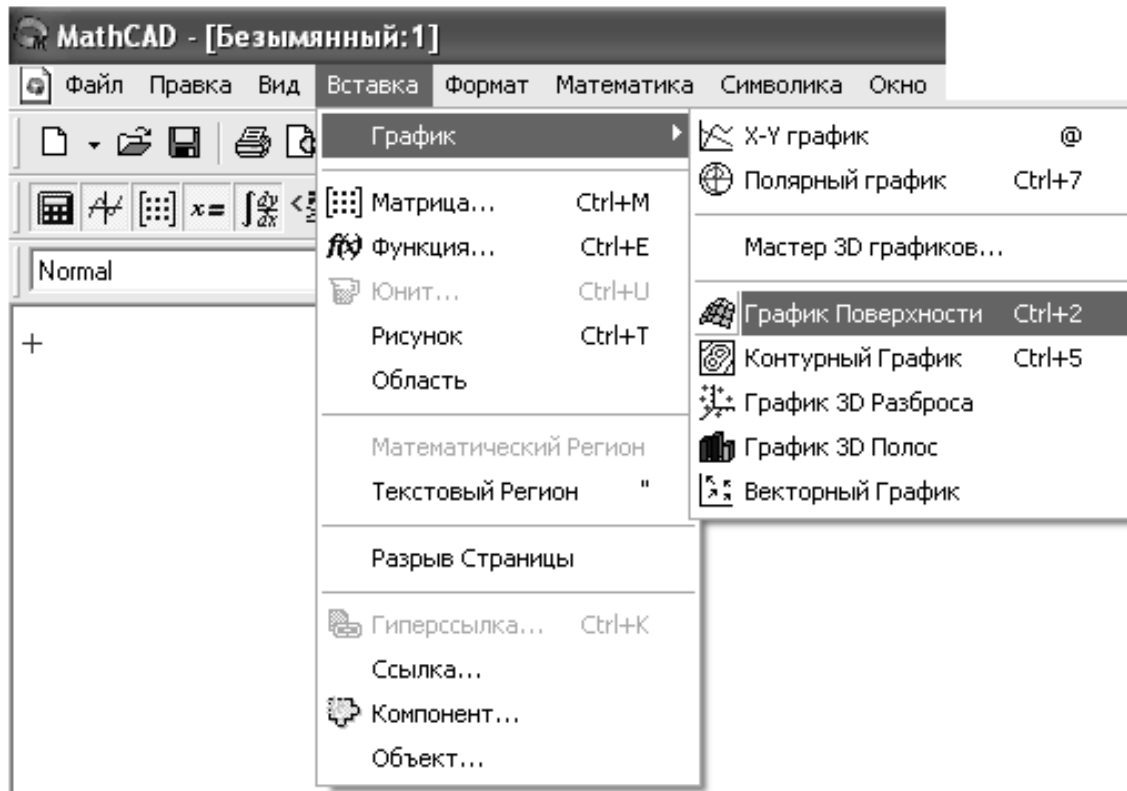 MathCAD - [Безымянный:1]
Файл Правка Вид Вставка Формат Математика Символика Окно
Normal
График
Матрица... Ctrl+M
Функция... Ctrl+E
Юнит... Ctrl+U
Рисунок Ctrl+T
Область
Математический Регион
Текстовый Регион "
Разрыв Страницы
Гиперссылка... Ctrl+K
Ссылка...
Компонент...
Объект...
X-Y график @
Полярный график Ctrl+7
Мастер 3D графиков...
График Поверхности Ctrl+2
Контурный График Ctrl+5
График 3D Разброса
График 3D Полос
Векторный График